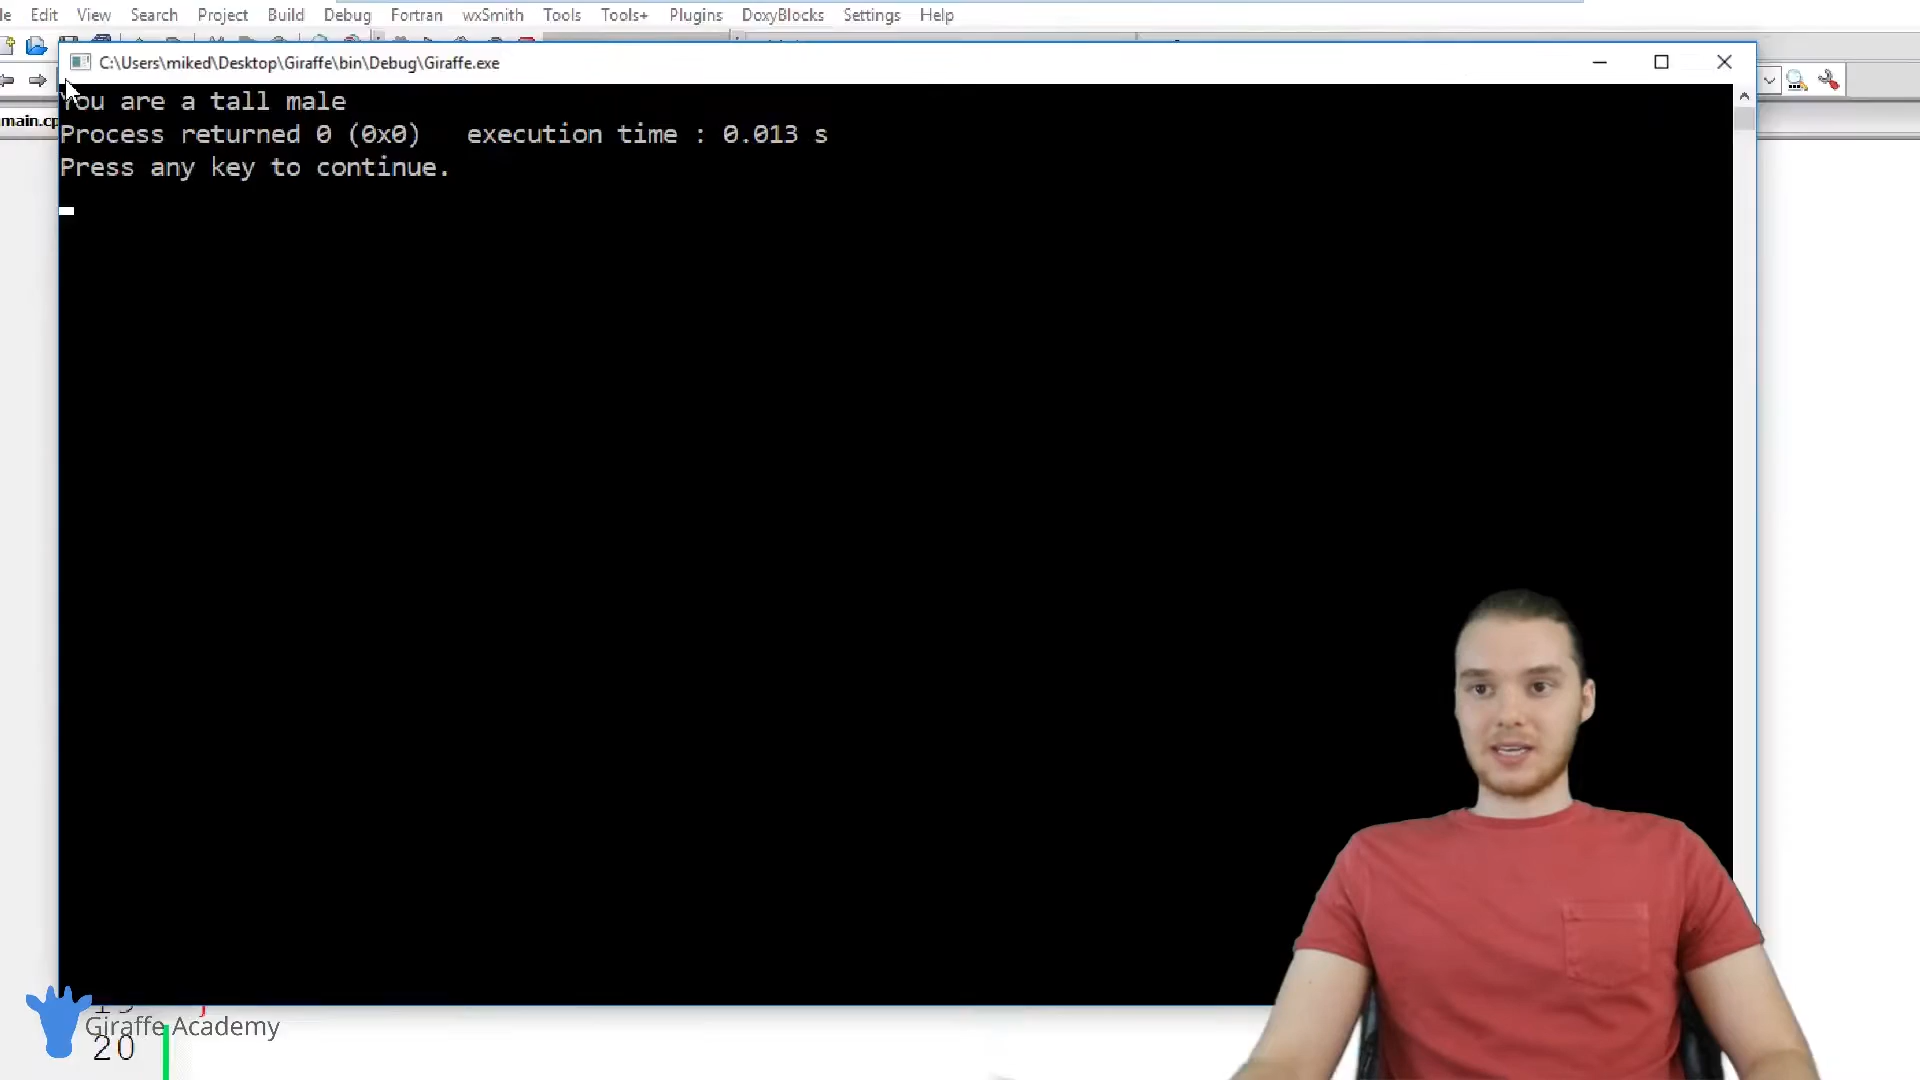 Edit View Search Project Build Debug Fortran wxSmith Tools Tools+ Plugins DoxyBlocks Settings Help
C:\Users\miked\Desktop\Giraffe\bin\Debug\Giraffe.exe
main.cp
You are a tall male
Process returned 0 (0x0)   execution time : 0.013 s
Press any key to continue.
Giraffe Academy
20